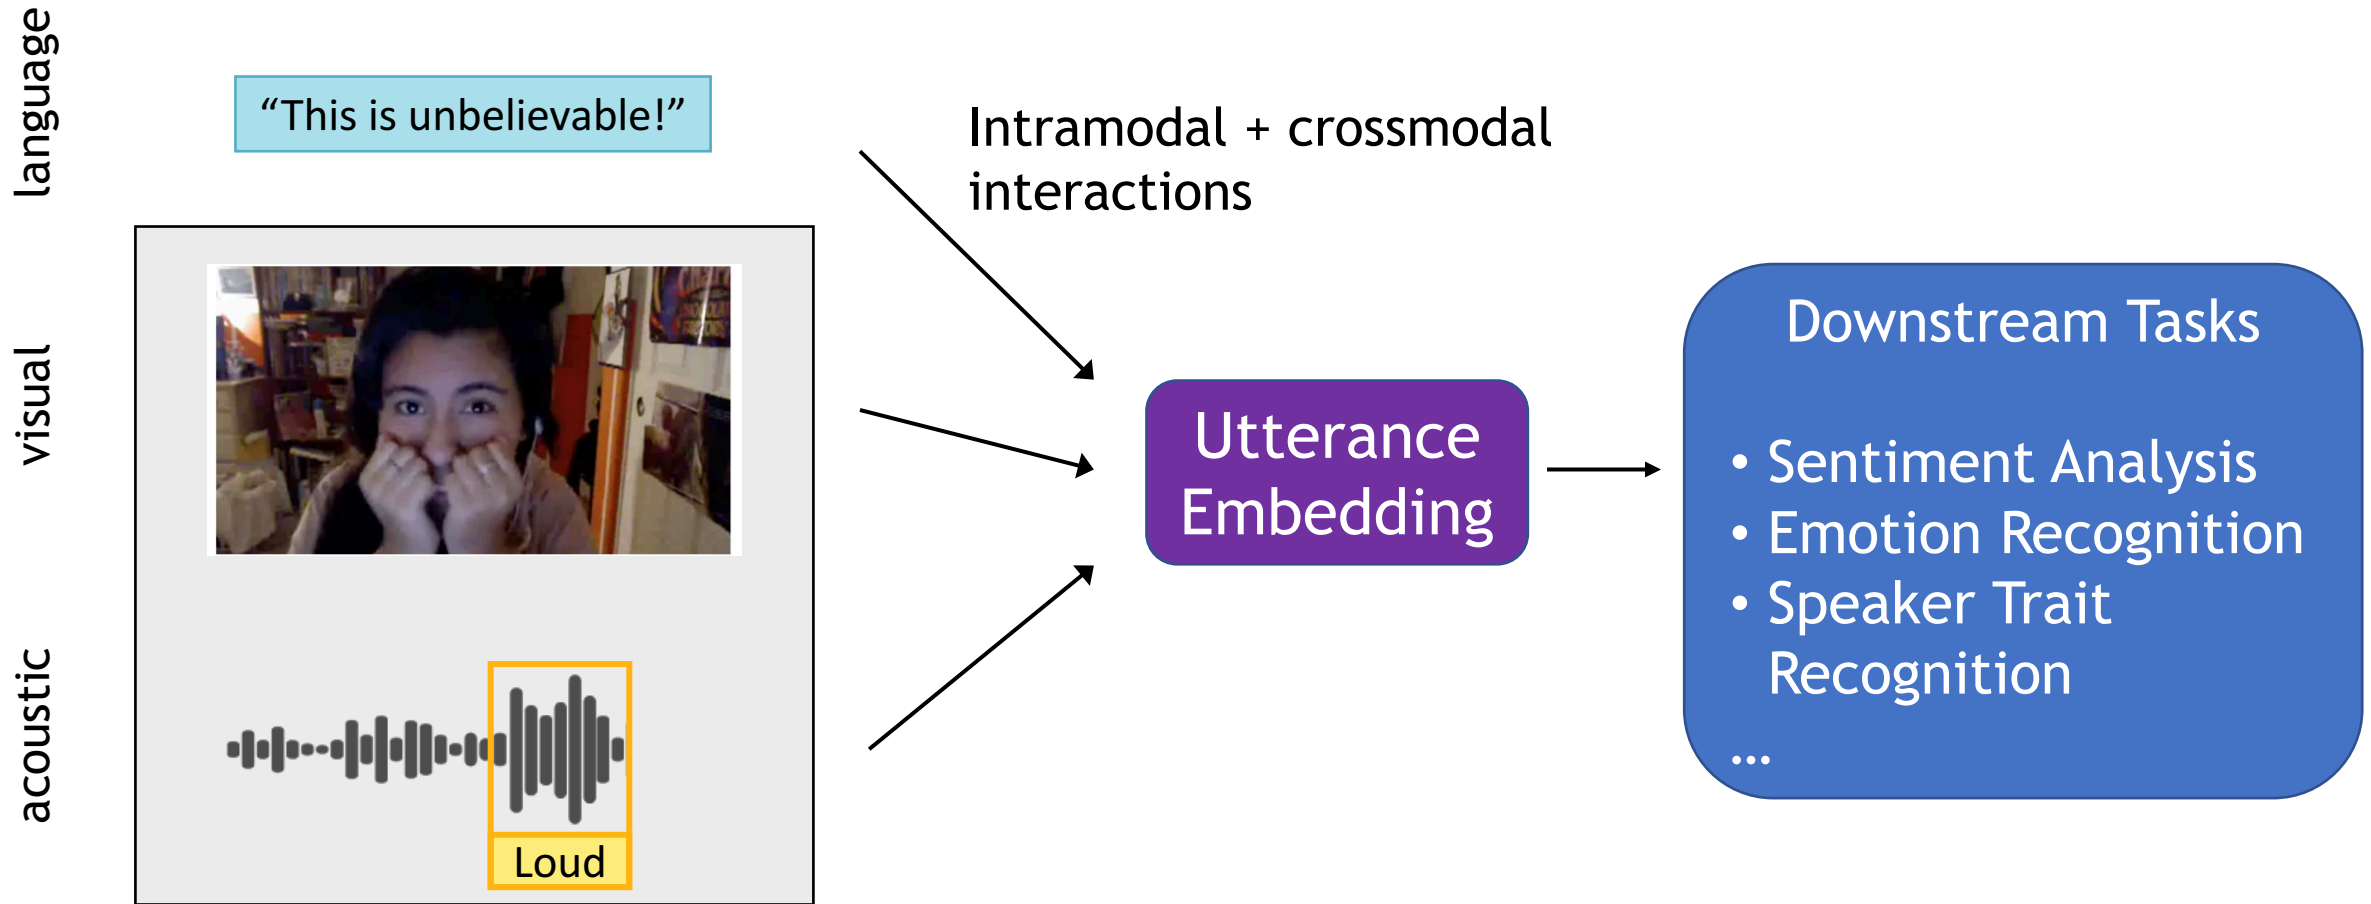 language
“This is unbelievable!”
Intramodal + crossmodal
interactions
visual
acoustic
Loud
Utterance
Embedding
Downstream Tasks
• Sentiment Analysis
• Emotion Recognition
• Speaker Trait
Recognition
…